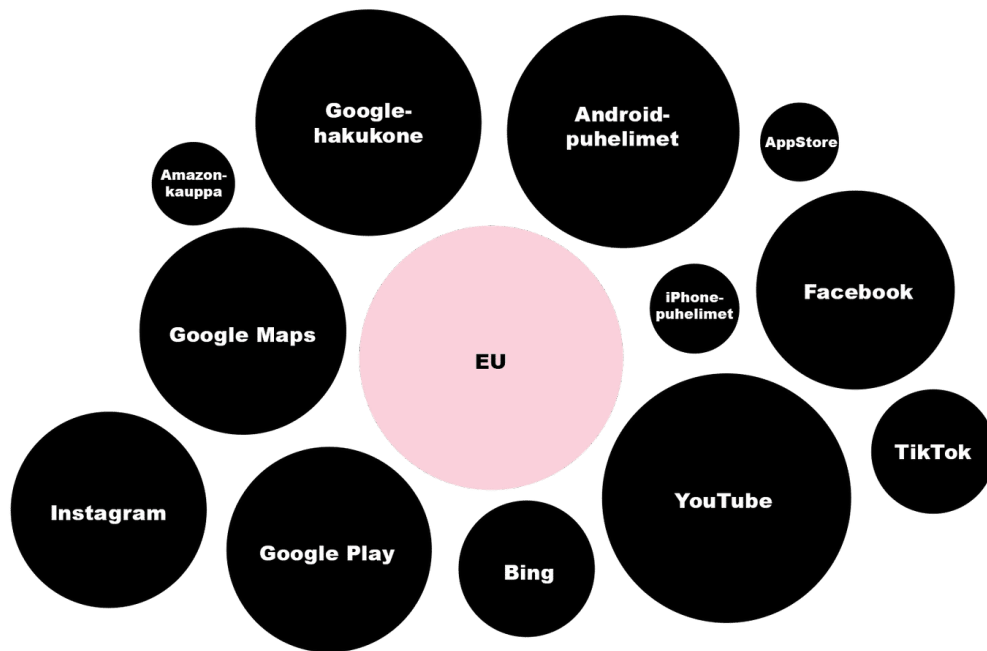 Google-
hakukone
Android-
puhelimet
AppStore
Amazon-
kauppa
Facebook
iPhone-
puhelimet
Google Maps
EU
TikTok
YouTube
Instagram
Google Play
Bing